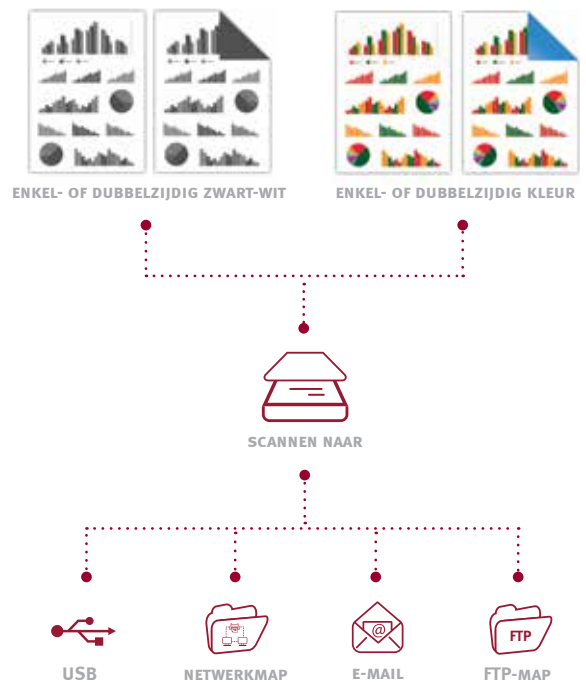 ENKEL- OF DUBBELZIJDIG ZWART-WIT
ENKEL- OF DUBBELZIJDIG KLEUR
SCANNEN NAAR
@
FTP
USB
NETWERKMAP
E-MAIL
FTP-MAP